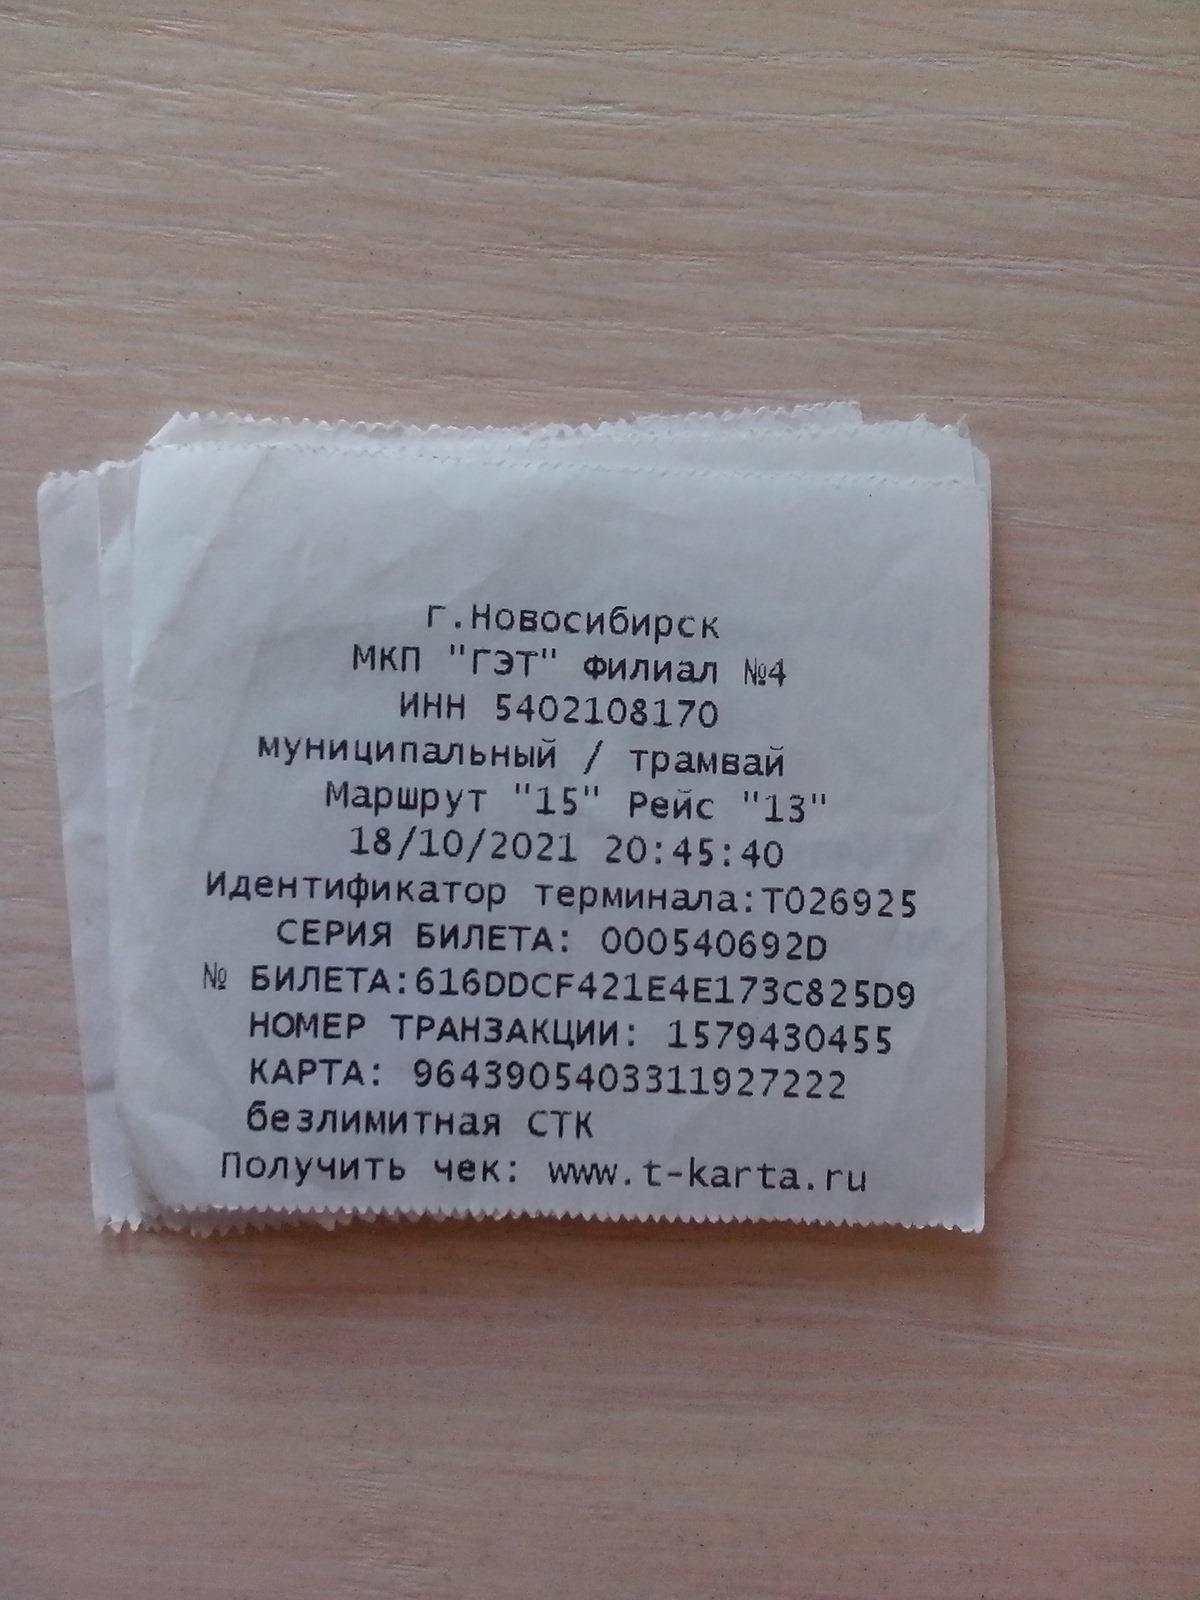 г.Новосибирск
МКП "ГЭТ" Филиал №4
ИНН 5402108170
муниципальный / трамвай
Маршрут "15" Рейс "13"
18/10/2021 20:45:40
Идентификатор терминала:T026925
СЕРИЯ БИЛЕТА: 000540692D
№ БИЛЕТА:616DDCF421E4E173C825D9
НОМЕР ТРАНЗАКЦИИ: 1579430455
КАРТА: 9643905403311927222
безлимитная СТК
Получить чек: www.t-karta.ru